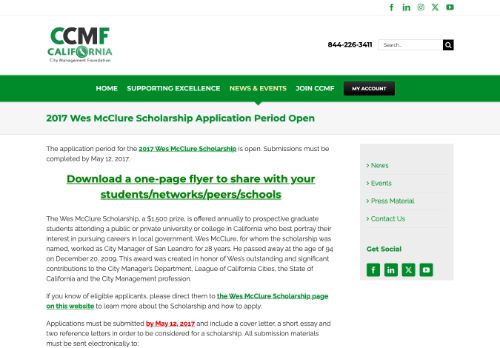 CCMF
CALIFORNIA
City Management Foundation
844-226-3411
Search...
HOME SUPPORTING EXCELLENCE NEWS & EVENTS JOIN CCMF MY ACCOUNT
2017 Wes McClure Scholarship Application Period Open
The application period for the 2017 Wes McClure Scholarship is open. Submissions must be
completed by May 12, 2017.
Download a one-page flyer to share with your
students/networks/peers/schools
The Wes McClure Scholarship, a $1,500 prize, is offered annually to prospective graduate
students attending a public or private university or college in California who best portray their
interest in pursuing careers in local government. Wes McClure, for whom the scholarship was
named, worked as City Manager of San Leandro for 28 years. He passed away at the age of 94
on December 20, 2009. This award was created in honor of Wes's outstanding and significant
contributions to the City Manager's Department, League of California Cities, the State of
California and the City Management profession.
If you know of eligible applicants, please direct them to the Wes McClure Scholarship page
on this website to learn more about the Scholarship and how to apply.
Applications must be submitted by May 12, 2017 and include a cover letter, a short essay and
two reference letters in order to be considered for a scholarship. All submission materials
must be sent electronically to:
> News
> Events
> Press Material
> Contact Us
Get Social